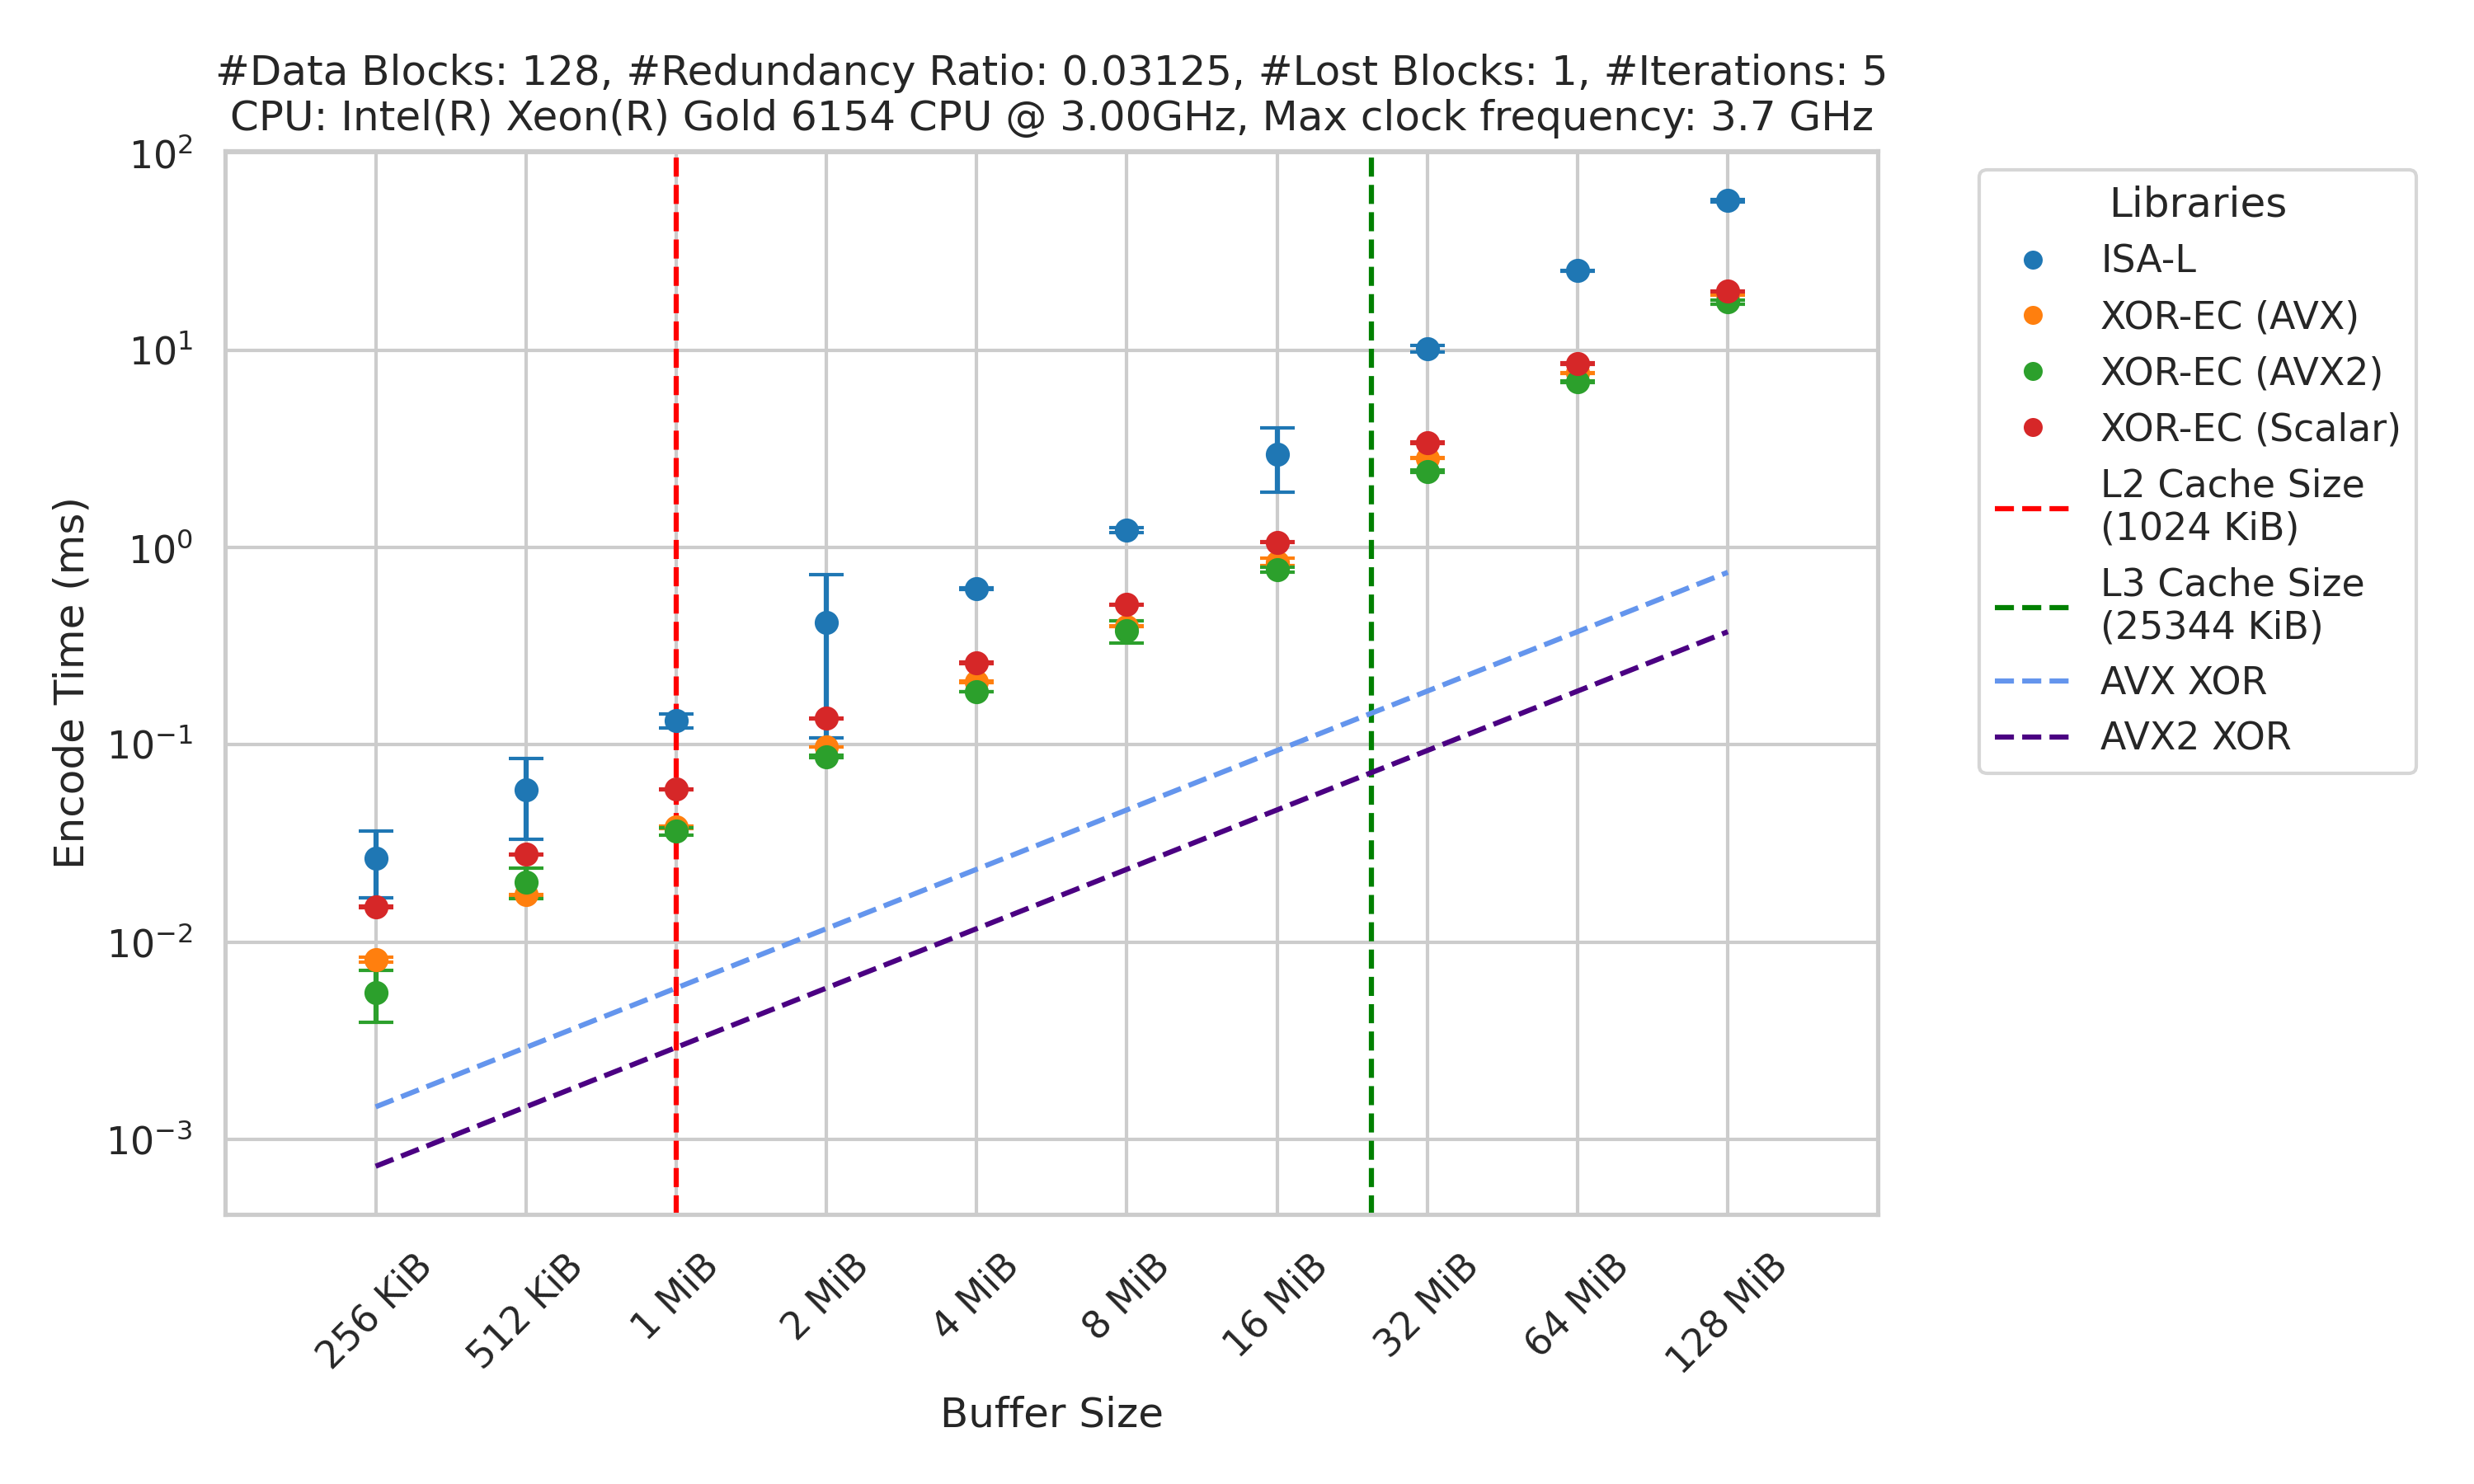 #Data Blocks: 128, #Redundancy Ratio: 0.03125, #Lost Blocks: 1, #Iterations: 5
CPU: Intel(R) Xeon(R) Gold 6154 CPU @ 3.00GHz, Max clock frequency: 3.7 GHz
Encode Time (ms)
10²
10¹
10⁰
10⁻¹
10⁻²
10⁻³
256 KiB
512 KiB
1 MiB
2 MiB
4 MiB
8 MiB
16 MiB
32 MiB
64 MiB
128 MiB
Buffer Size
Libraries
ISA-L
XOR-EC (AVX)
XOR-EC (AVX2)
XOR-EC (Scalar)
L2 Cache Size
(1024 KiB)
L3 Cache Size
(25344 KiB)
AVX XOR
AVX2 XOR